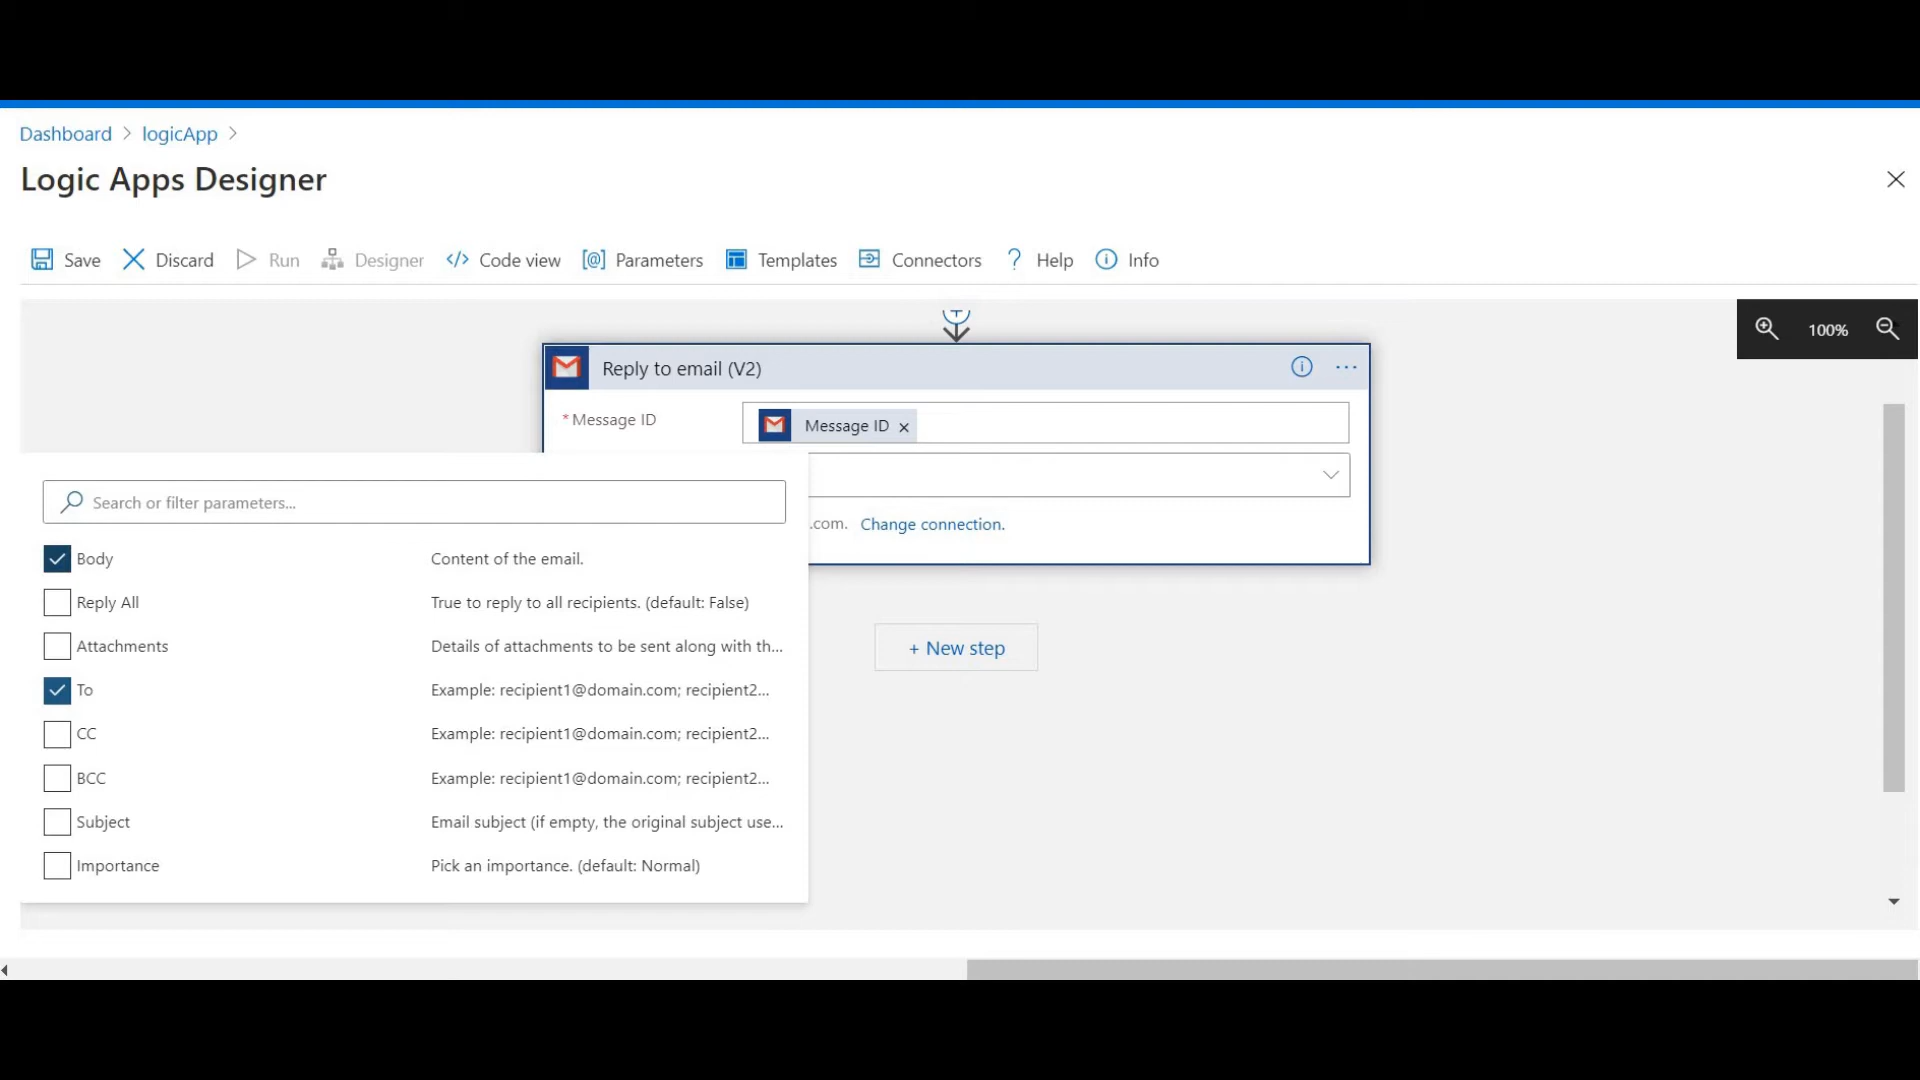 Dashboard > logicApp >
Logic Apps Designer
Save Discard Run Designer </> Code view [@] Parameters Templates Connectors ? Help Info
100%
Reply to email (V2)
* Message ID
Message ID ×
Search or filter parameters...
.com. Change connection.
Body Content of the email.
Reply All True to reply to all recipients. (default: False)
Attachments Details of attachments to be sent along with th...
To Example: recipient1@domain.com; recipient2...
CC Example: recipient1@domain.com; recipient2...
BCC Example: recipient1@domain.com; recipient2...
Subject Email subject (if empty, the original subject use...
Importance Pick an importance. (default: Normal)
+ New step